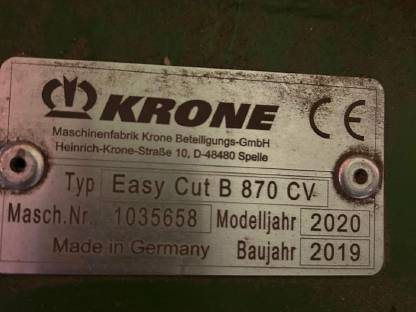 KRONE CE
Maschinenfabrik Krone Beteiligungs-GmbH
Heinrich-Krone-Straße 10, D-48480 Spelle
Typ Easy Cut B 870 CV
Masch.Nr. 1035658 Modelljahr 2020
Made in Germany Baujahr 2019